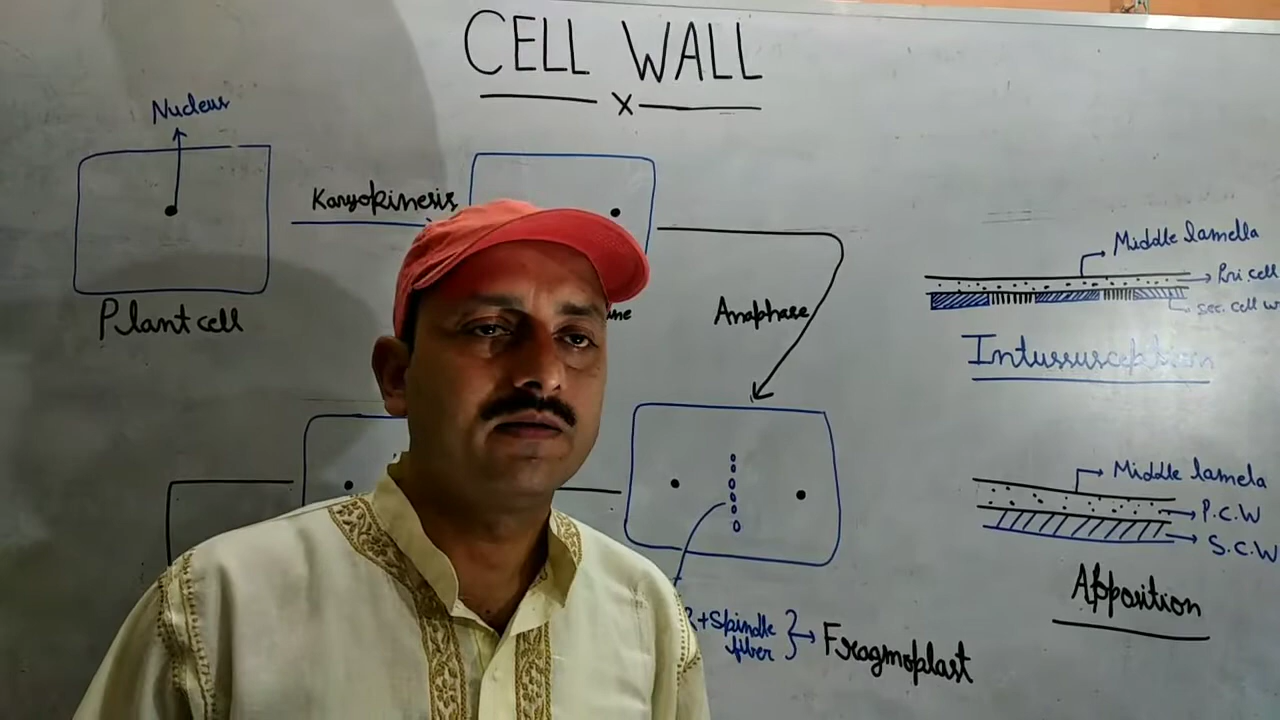 CELL WALL
x
Nucleus
Karyokinesis
Plant cell
Anaphase
Middle lamella
Pri cell
Sec. cell w
Intussusception
Middle lamela
P.C.W
S.C.W
Apposition
+Spindle
fiber
Fragmoplast